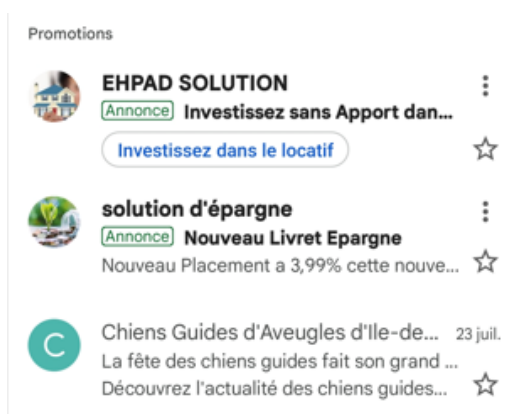 Promotions
EHPAD SOLUTION
Annonce Investissez sans Apport dan...
Investissez dans le locatif
solution d'épargne
Annonce Nouveau Livret Epargne
Nouveau Placement a 3,99% cette nouve...
C
Chiens Guides d'Aveugles d'Ile-de... 23 juil.
La fête des chiens guides fait son grand ...
Découvrez l'actualité des chiens guides...